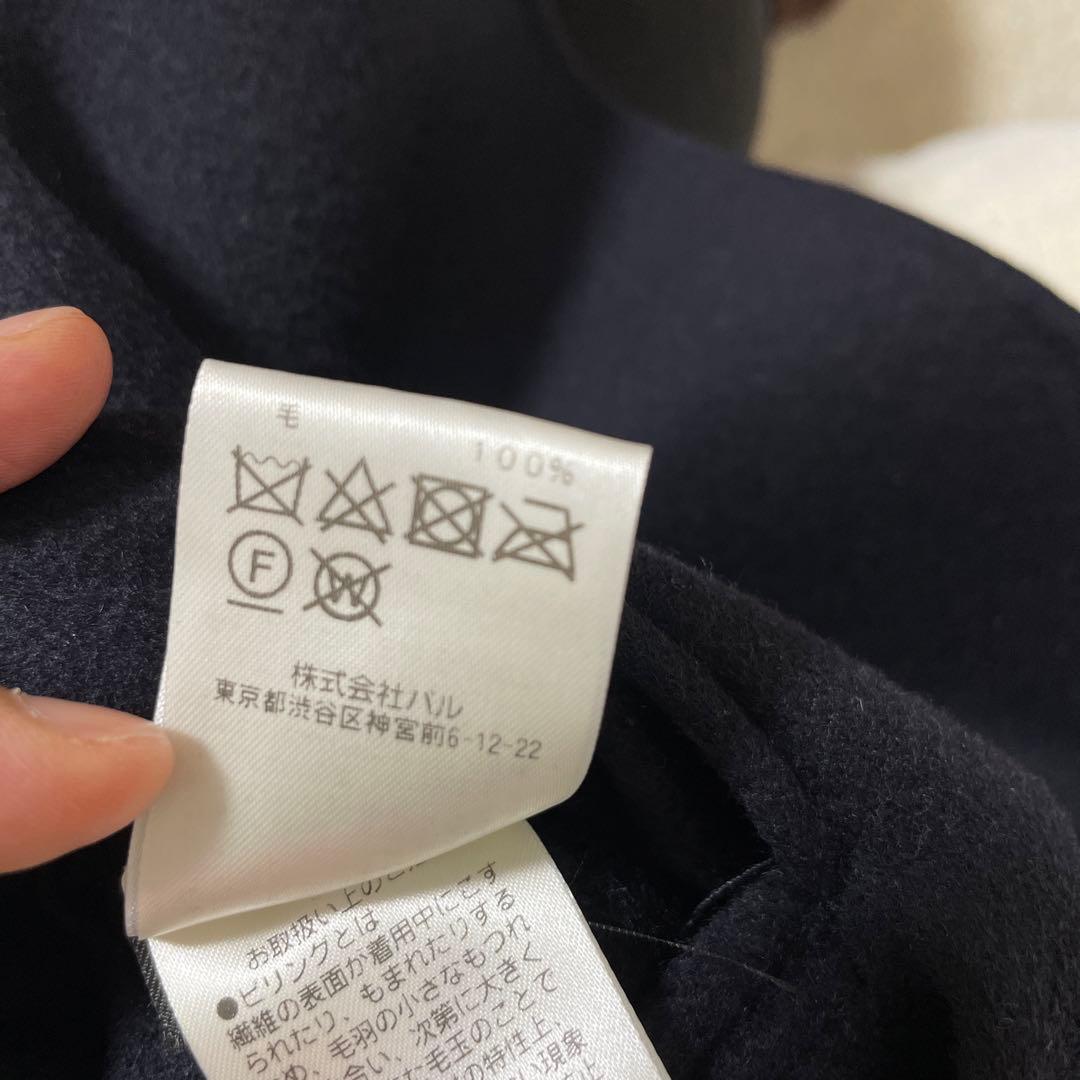 毛
100%
F
W
株式会社パル
東京都渋谷区神宮前6-12-22
お取扱い上の
●ピリングとは
繊維の表面が着用中にこす
られたり、もまれたりする
毛羽の小さなもつれ
合い、次第に大きく
毛玉のことで
の特性上、
ない現象